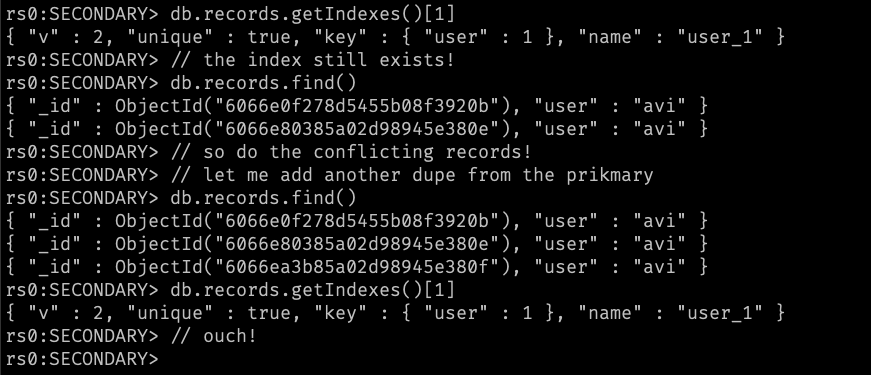 rs0:SECONDARY> db.records.getIndexes()[1]
{ "v" : 2, "unique" : true, "key" : { "user" : 1 }, "name" : "user_1" }
rs0:SECONDARY> // the index still exists!
rs0:SECONDARY> db.records.find()
{ "_id" : ObjectId("6066e0f278d5455b08f3920b"), "user" : "avi" }
{ "_id" : ObjectId("6066e80385a02d98945e380e"), "user" : "avi" }
rs0:SECONDARY> // so do the conflicting records!
rs0:SECONDARY> // let me add another dupe from the prikmary
rs0:SECONDARY> db.records.find()
{ "_id" : ObjectId("6066e0f278d5455b08f3920b"), "user" : "avi" }
{ "_id" : ObjectId("6066e80385a02d98945e380e"), "user" : "avi" }
{ "_id" : ObjectId("6066ea3b85a02d98945e380f"), "user" : "avi" }
rs0:SECONDARY> db.records.getIndexes()[1]
{ "v" : 2, "unique" : true, "key" : { "user" : 1 }, "name" : "user_1" }
rs0:SECONDARY> // ouch!
rs0:SECONDARY>